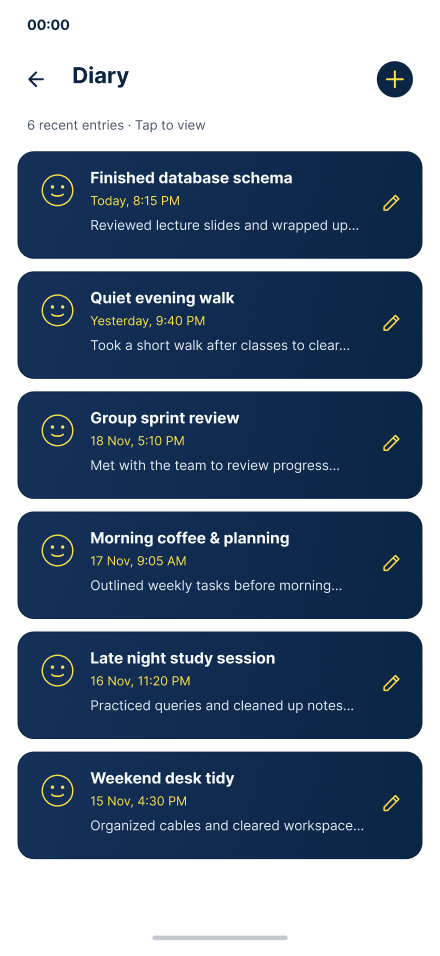 00:00
Diary
6 recent entries · Tap to view
Finished database schema
Today, 8:15 PM
Reviewed lecture slides and wrapped up...
Quiet evening walk
Yesterday, 9:40 PM
Took a short walk after classes to clear...
Group sprint review
18 Nov, 5:10 PM
Met with the team to review progress...
Morning coffee & planning
17 Nov, 9:05 AM
Outlined weekly tasks before morning...
Late night study session
16 Nov, 11:20 PM
Practiced queries and cleaned up notes...
Weekend desk tidy
15 Nov, 4:30 PM
Organized cables and cleared workspace...